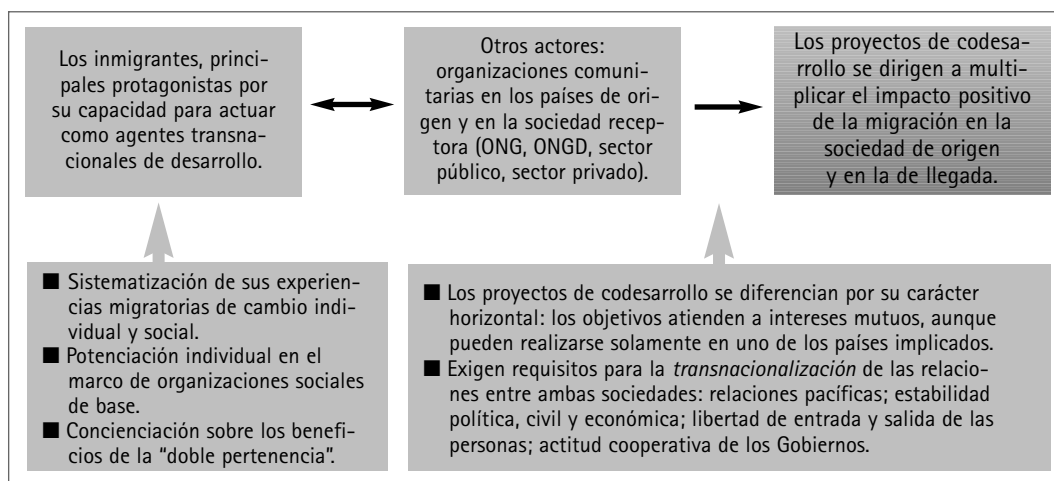 Los inmigrantes, princi-
pales protagonistas por
su capacidad para actuar
como agentes transna-
cionales de desarrollo.
Otros actores:
organizaciones comuni-
tarias en los países de ori-
gen y en la sociedad recep-
tora (ONG, ONGD, sector
público, sector privado).
Los proyectos de codesa-
rrollo se dirigen a multi-
plicar el impacto positivo
de la migración en la
sociedad de origen
y en la de llegada.
■ Sistematización de sus experien-
cias migratorias de cambio indi-
vidual y social.
■ Potenciación individual en el
marco de organizaciones sociales
de base.
■ Concienciación sobre los benefi-
cios de la “doble pertenencia”.
■ Los proyectos de codesarrollo se diferencian por su carácter
horizontal: los objetivos atienden a intereses mutuos, aunque
pueden realizarse solamente en uno de los países implicados.
■ Exigen requisitos para la transnacionalización de las relacio-
nes entre ambas sociedades: relaciones pacíficas; estabilidad
política, civil y económica; libertad de entrada y salida de las
personas; actitud cooperativa de los Gobiernos.